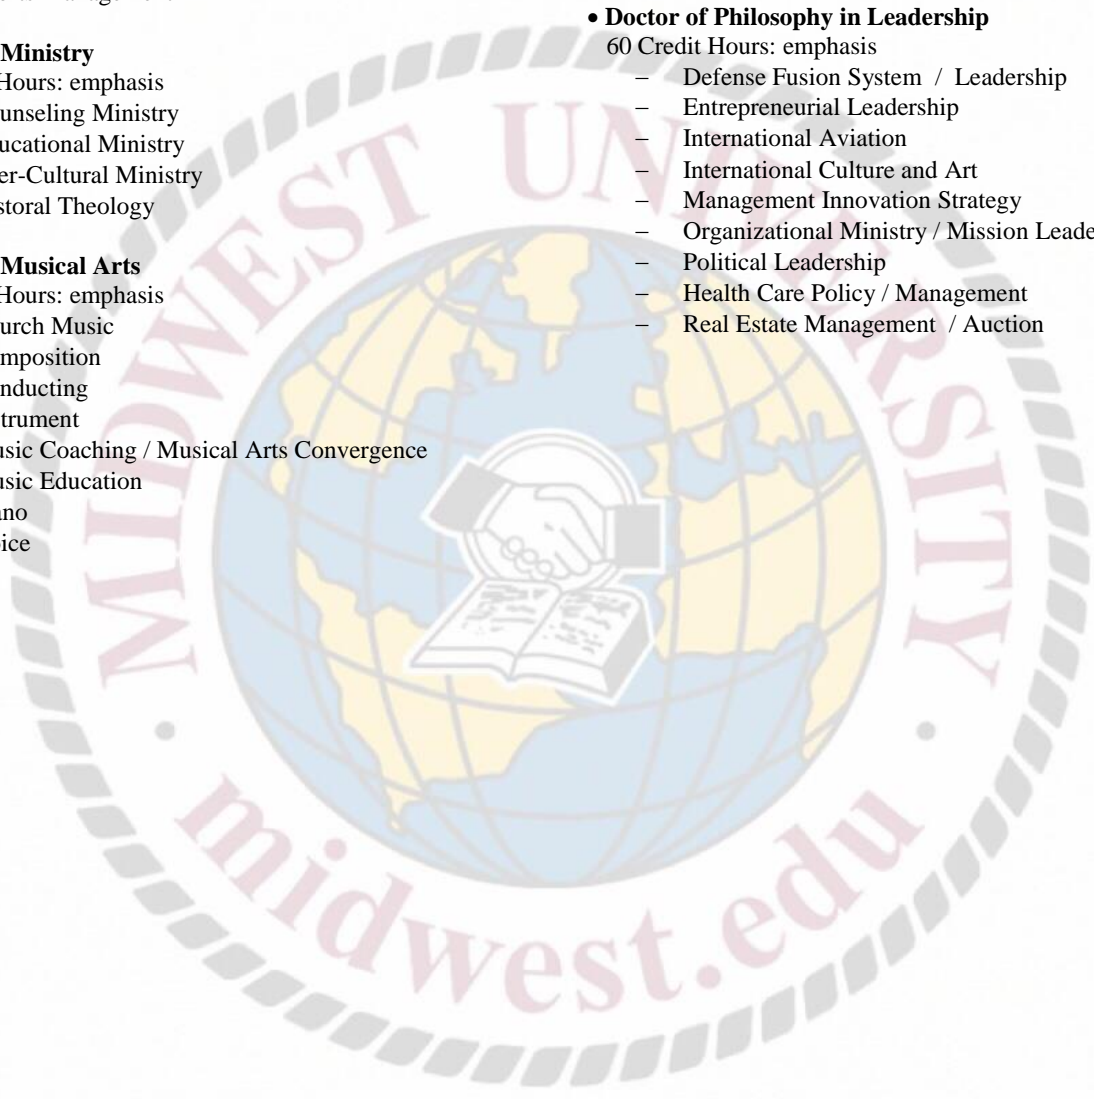 Ministry
Hours: emphasis
unseling Ministry
ucational Ministry
er-Cultural Ministry
storal Theology
Musical Arts
Hours: emphasis
urch Music
mposition
nducting
trument
usic Coaching / Musical Arts Convergence
usic Education
ano
ice
• Doctor of Philosophy in Leadership
60 Credit Hours: emphasis
– Defense Fusion System / Leadership
– Entrepreneurial Leadership
– International Aviation
– International Culture and Art
– Management Innovation Strategy
– Organizational Ministry / Mission Leade
– Political Leadership
– Health Care Policy / Management
– Real Estate Management / Auction
MIDWEST UNIVERSITY
midwest.edu